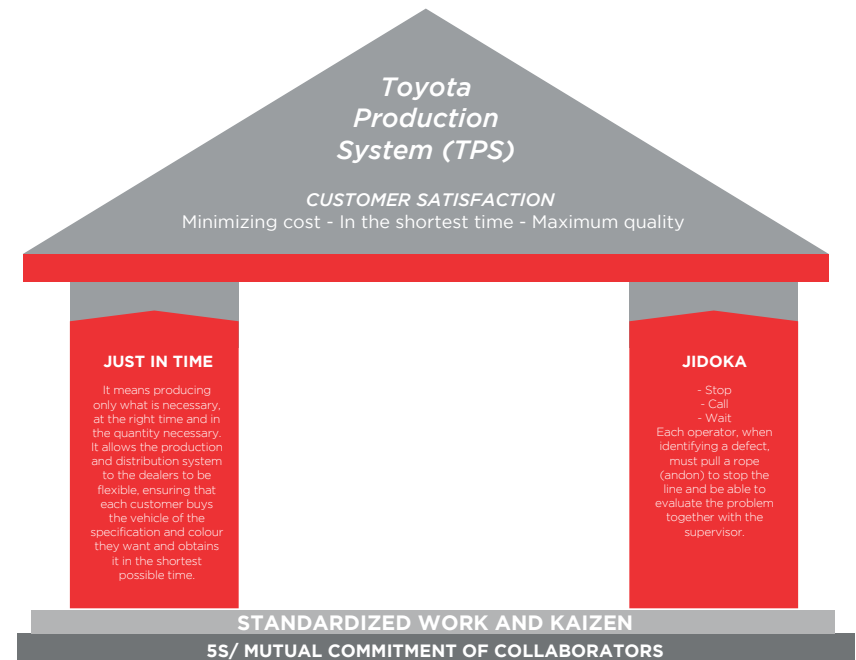 Toyota
Production
System (TPS)
CUSTOMER SATISFACTION
Minimizing cost - In the shortest time - Maximum quality
JUST IN TIME
It means producing
only what is necessary,
at the right time and in
the quantity necessary.
It allows the production
and distribution system
to the dealers to be
flexible, ensuring that
each customer buys
the vehicle of the
specification and colour
they want and obtains
it in the shortest
possible time.
JIDOKA
- Stop
- Call
- Wait
Each operator, when
identifying a defect,
must pull a rope
(andon) to stop the
line and be able to
evaluate the problem
together with the
supervisor.
STANDARDIZED WORK AND KAIZEN
5S/ MUTUAL COMMITMENT OF COLLABORATORS